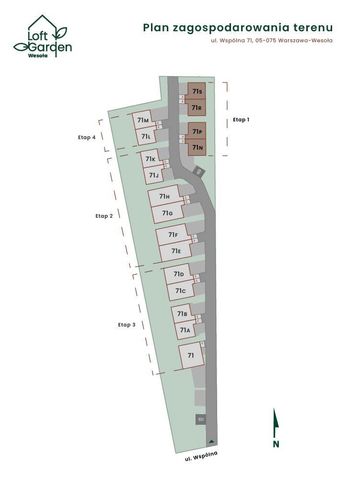 Loft
Garden
Wesoła
Plan zagospodarowania terenu
ul. Wspólna 71, 05-075 Warszawa-Wesoła
71S
71R
Etap 1
71P
71N
71M
71L
Etap 4
71K
71J
71H
71G
Etap 2
71F
71E
71D
71C
71B
71A
Etap 3
71
N
ul. Wspólna